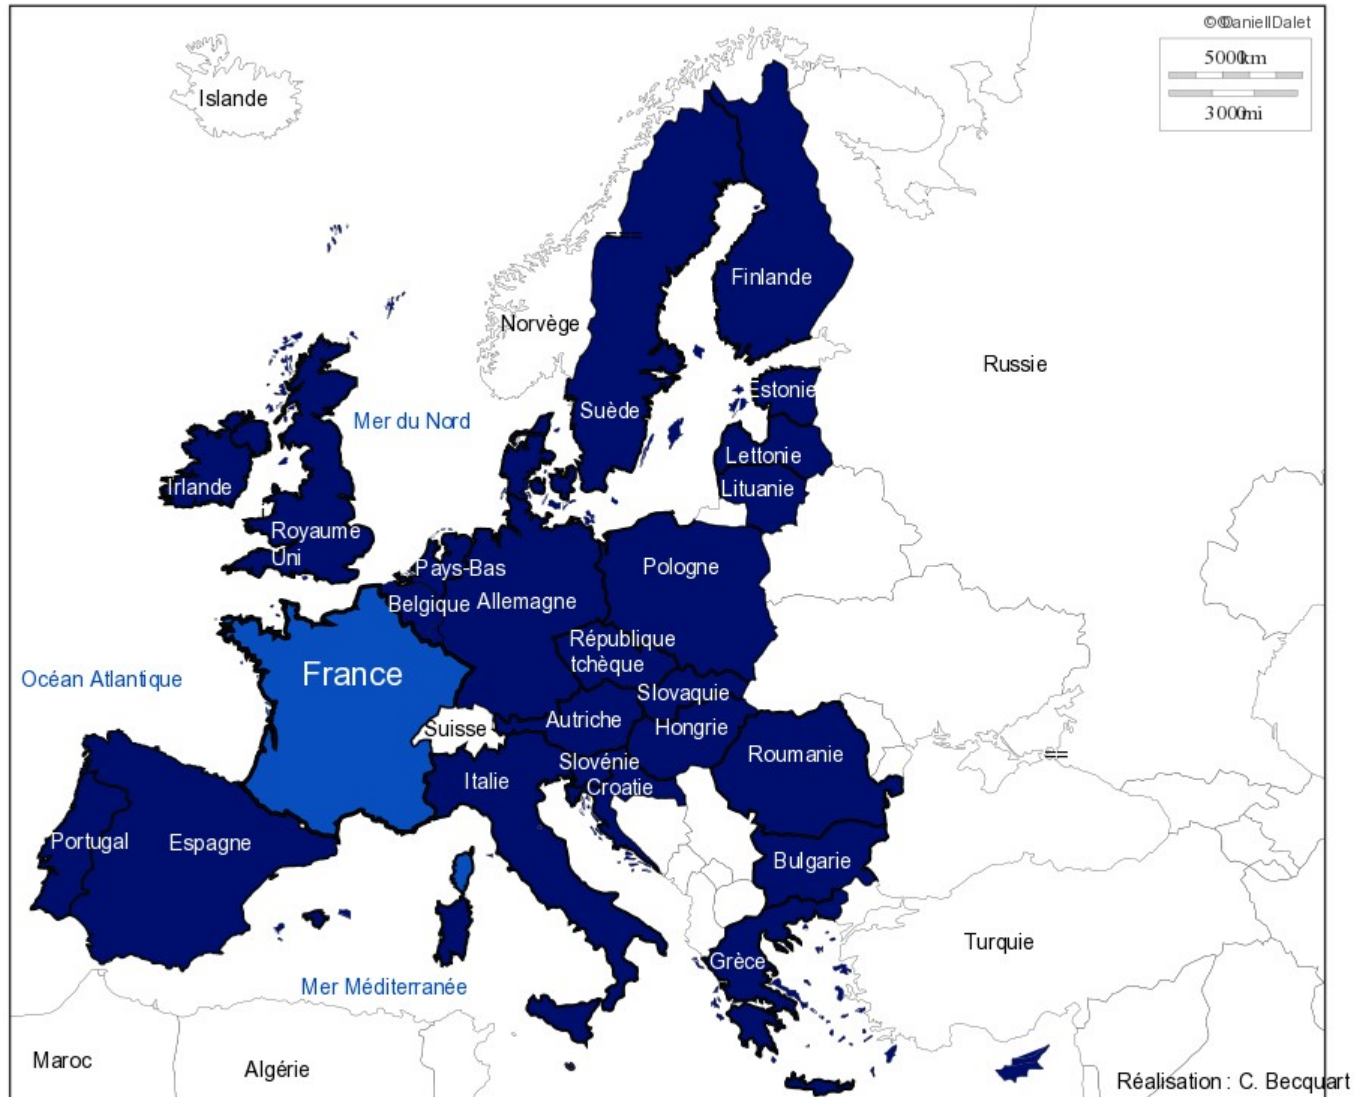 ©©DaniellDalet
5000km
3000mi
Islande
Finlande
Norvège
Russie
Estonie
Suède
Mer du Nord
Lettonie
Irlande
Lituanie
Royaume
Uni
Pays-Bas
Pologne
Belgique
Allemagne
République
tchèque
France
Océan Atlantique
Slovaquie
Autriche
Suisse
Hongrie
Roumanie
Slovénie
Italie
Croatie
Portugal
Espagne
Bulgarie
Turquie
Grèce
Mer Méditerranée
Maroc
Algérie
Réalisation : C. Becquart